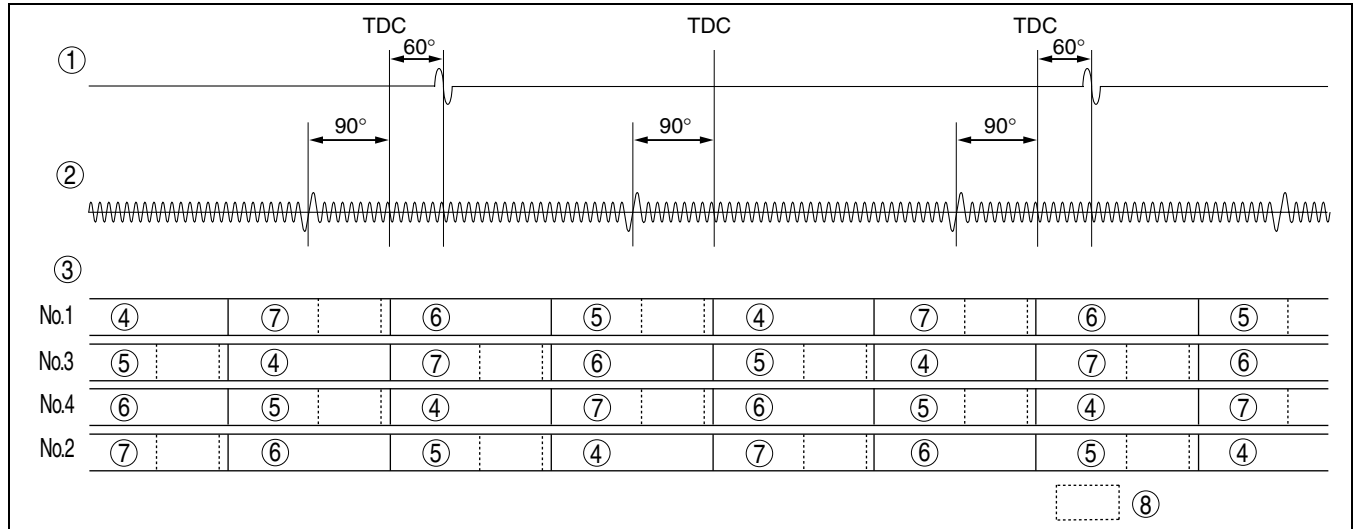 TDC TDC TDC
① 60° 60°
90° 90° 90°
②
③
No.1 ④ ⑦ ⑥ ⑤ ④ ⑦ ⑥ ⑤
No.3 ⑤ ④ ⑦ ⑥ ⑤ ④ ⑦ ⑥
No.4 ⑥ ⑤ ④ ⑦ ⑥ ⑤ ④ ⑦
No.2 ⑦ ⑥ ⑤ ④ ⑦ ⑥ ⑤ ④
⑧